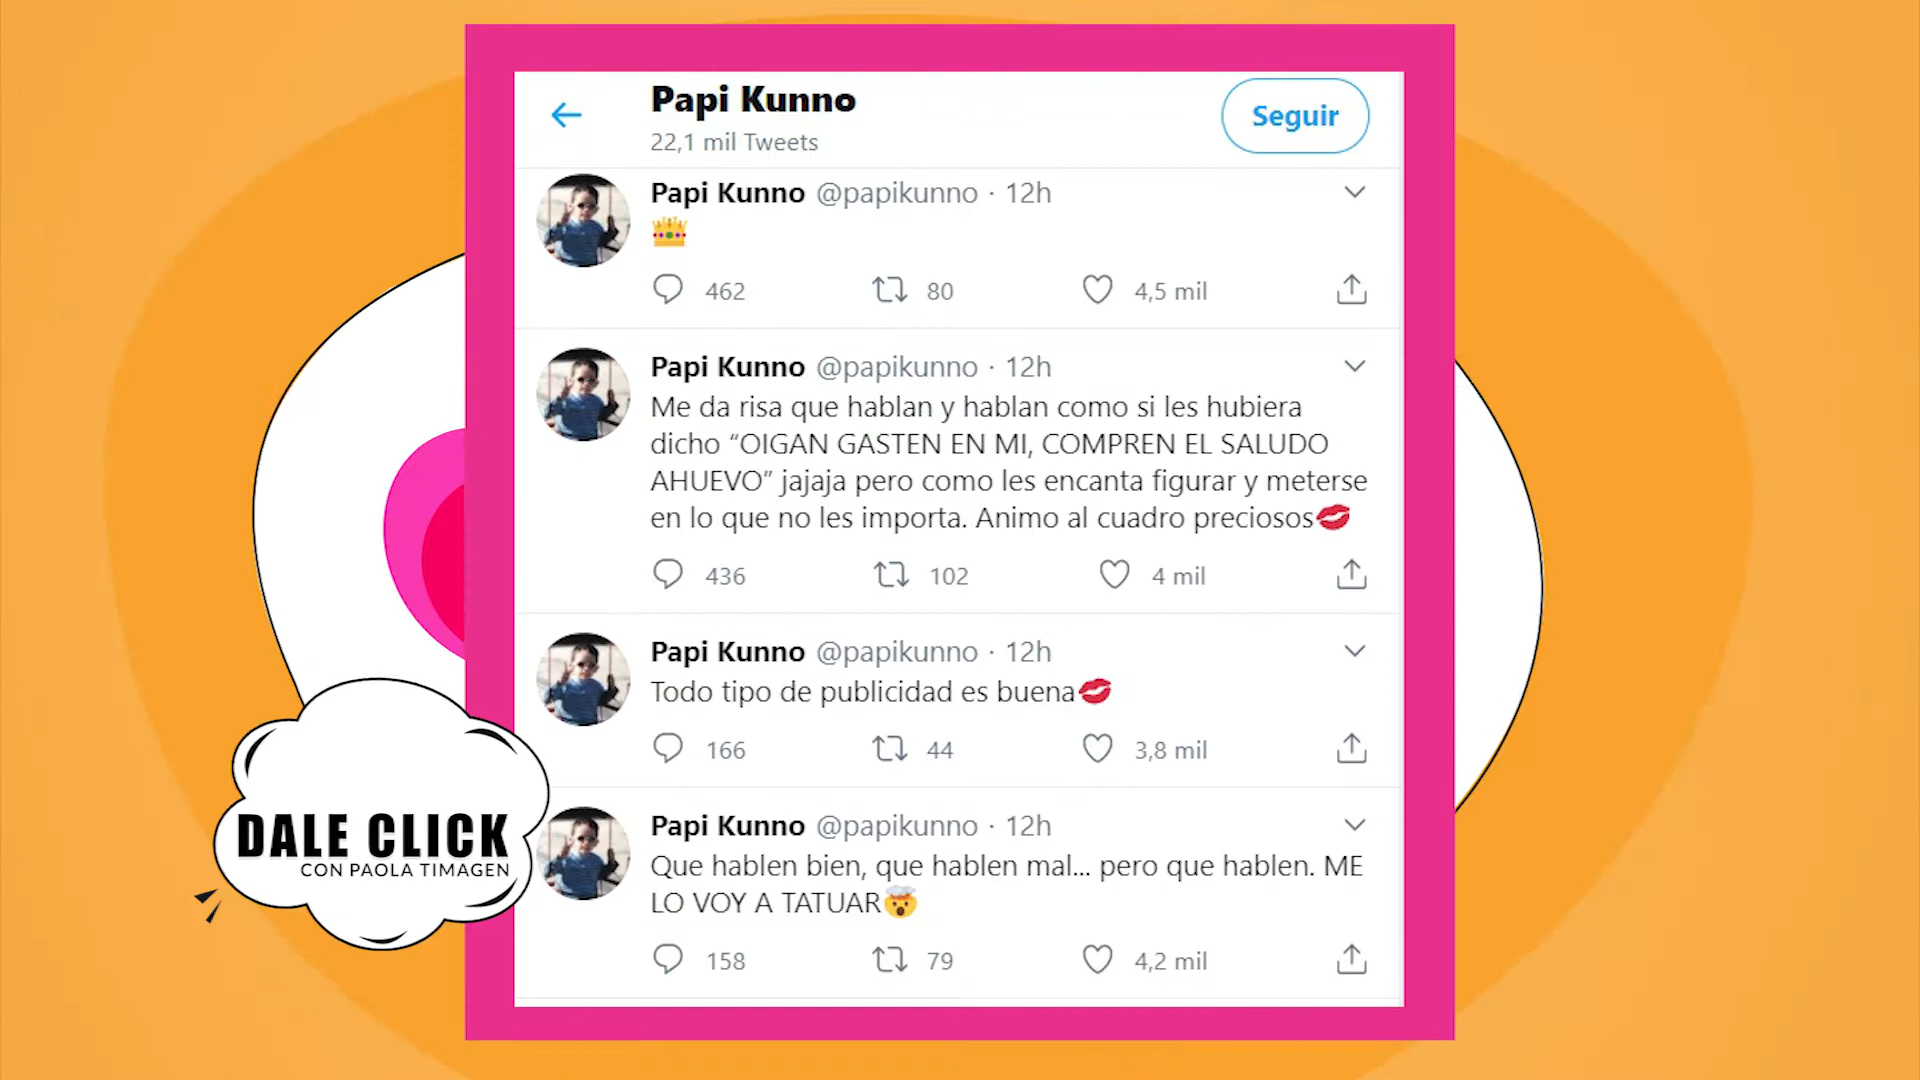 Papi Kunno
22,1 mil Tweets
Seguir
Papi Kunno @papikunno · 12h
👑
462 80 4,5 mil
Papi Kunno @papikunno · 12h
Me da risa que hablan y hablan como si les hubiera
dicho “OIGAN GASTEN EN MI, COMPREN EL SALUDO
AHUEVO” jajaja pero como les encanta figurar y meterse
en lo que no les importa. Animo al cuadro preciosos💋
436 102 4 mil
Papi Kunno @papikunno · 12h
Todo tipo de publicidad es buena💋
166 44 3,8 mil
Papi Kunno @papikunno · 12h
Que hablen bien, que hablen mal... pero que hablen. ME
LO VOY A TATUAR🤯
158 79 4,2 mil
DALE CLICK
CON PAOLA TIMAGEN